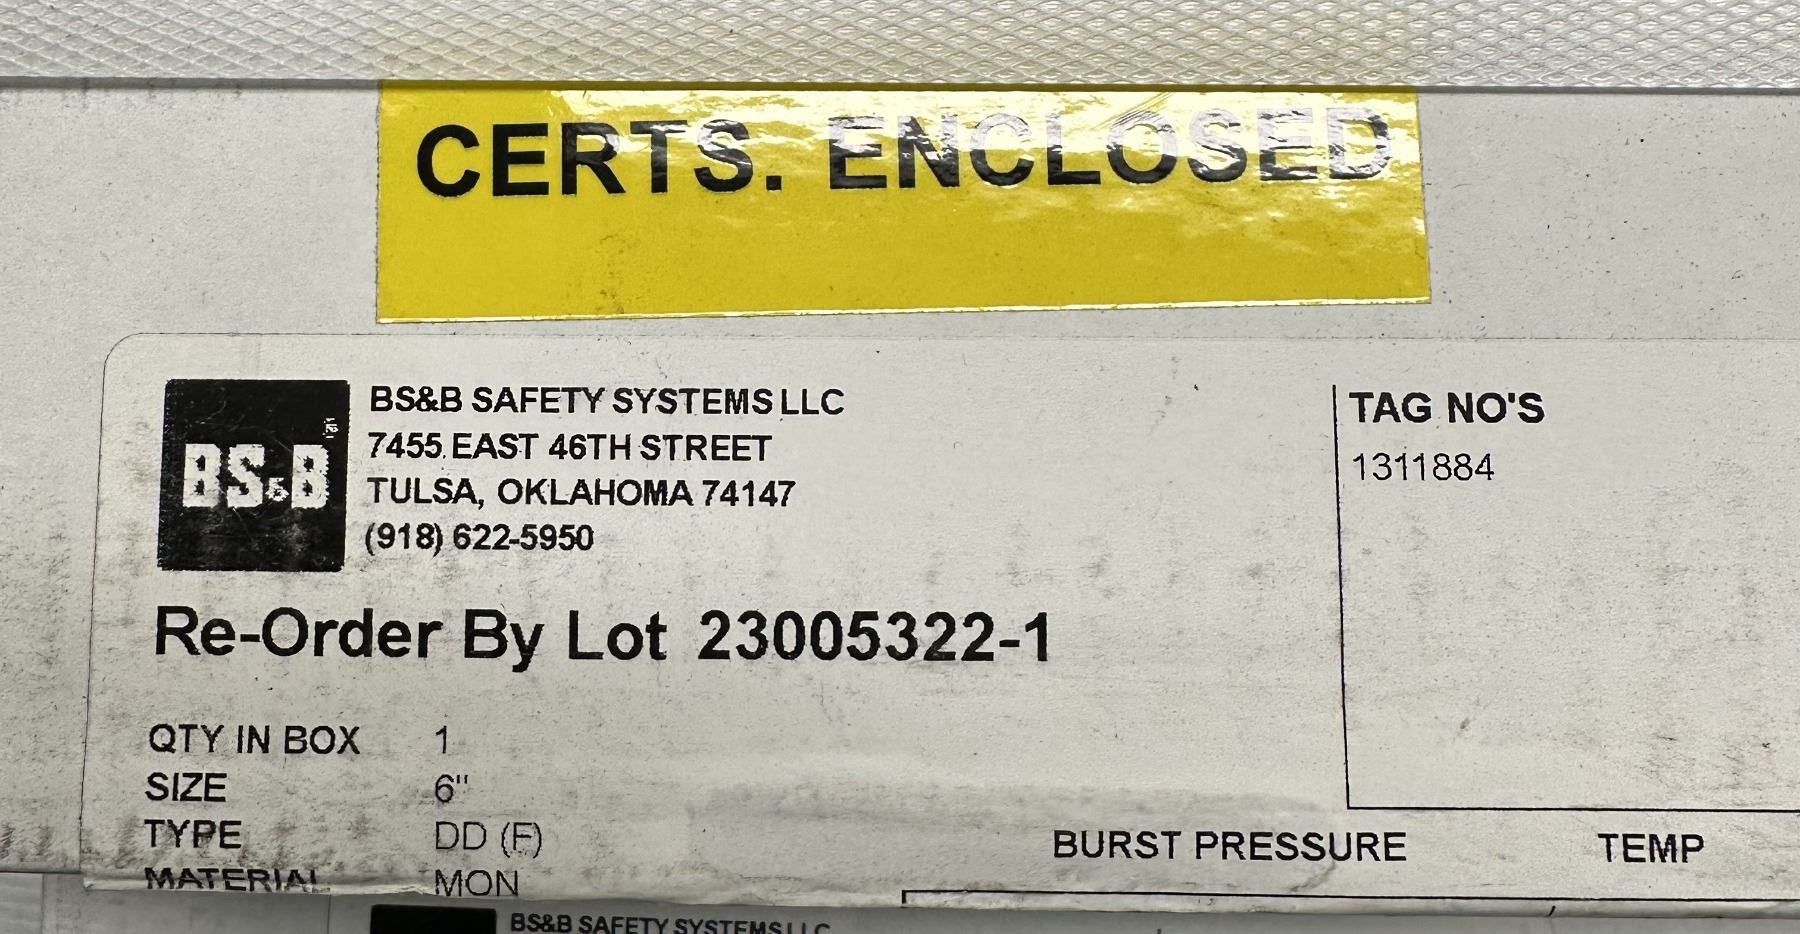 CERTS. ENCLOSED
BS&B
BS&B SAFETY SYSTEMS LLC
7455 EAST 46TH STREET
TULSA, OKLAHOMA 74147
(918) 622-5950
TAG NO'S
1311884
Re-Order By Lot 23005322-1
QTY IN BOX 1
SIZE 6"
TYPE DD (F)
MATERIAL MON
BURST PRESSURE TEMP
BS&B SAFETY SYSTEMS LLC